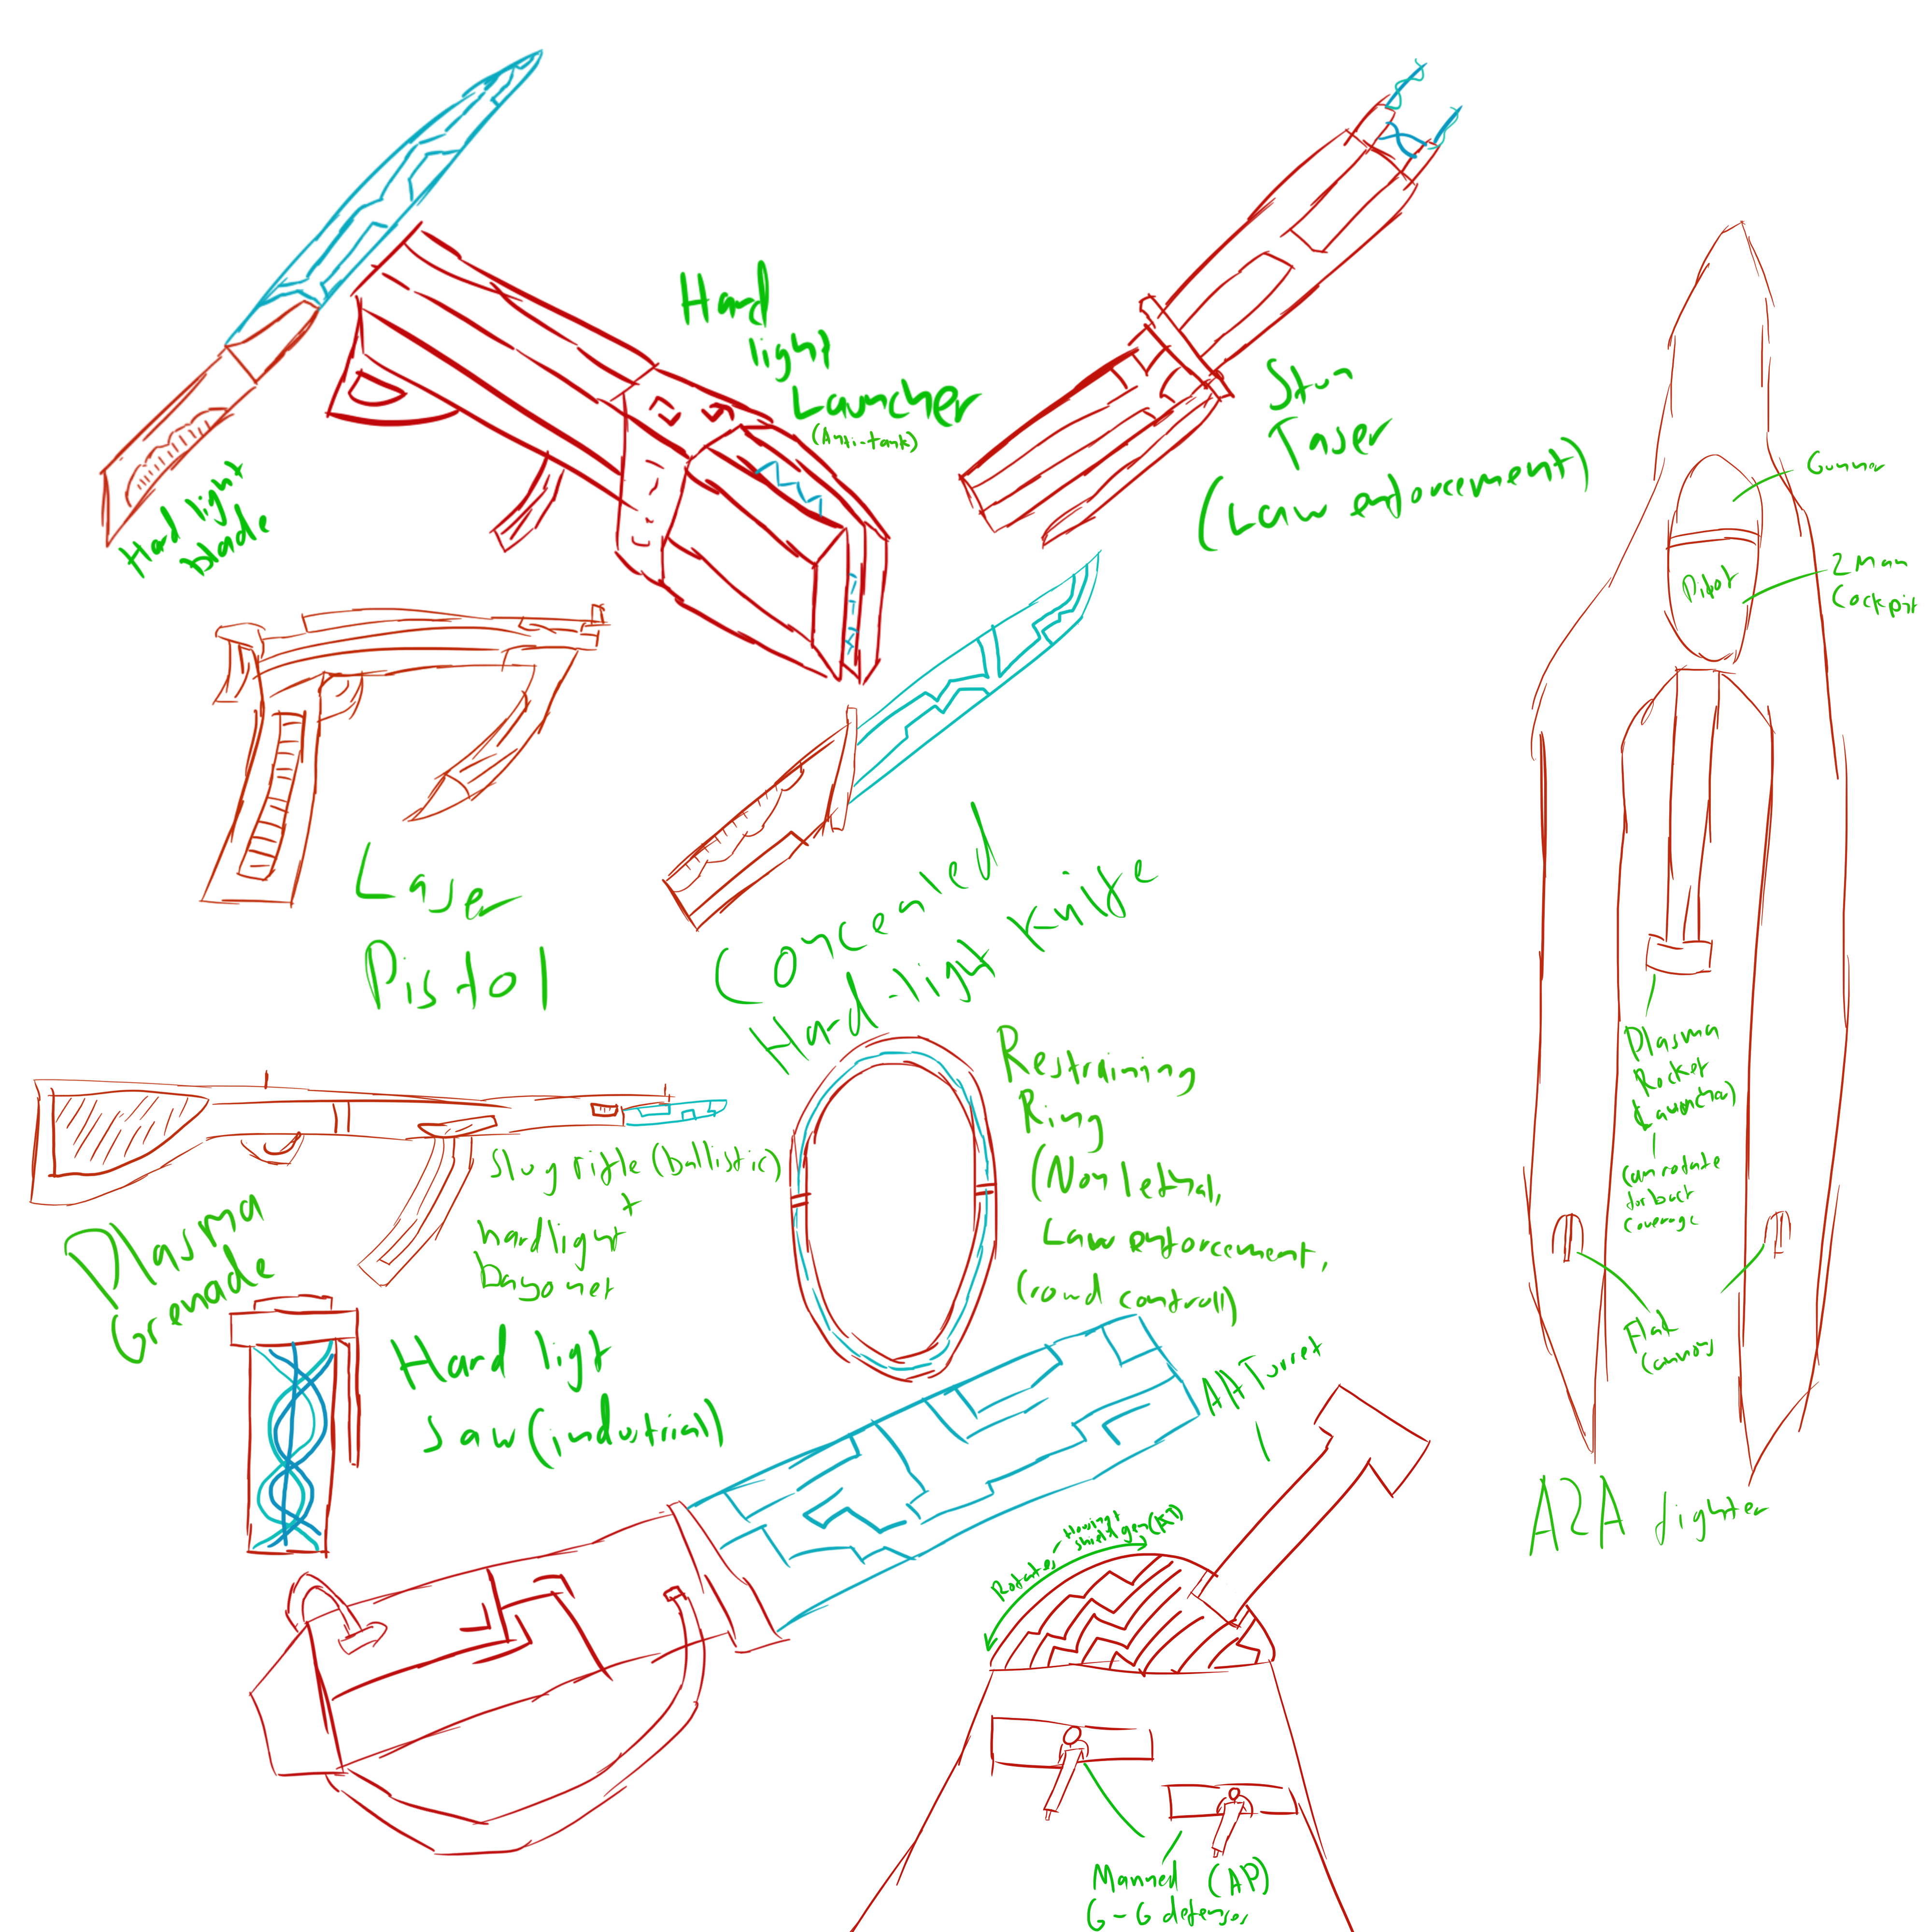 Hard
light
Launcher
(Anti-tank)
Hard light
blade
Stun
Taser
(Law enforcement)
Gunner
Pilot
2 Man
Cockpit
Laser
Pistol
Concealed
Hard-light Knife
Plasma
Rocket
Launcher
Can rotate
for back
coverage
Restraining
Ring
(Non lethal,
Law enforcement,
Crowd controll)
Slug rifle (ballistic)
+
hardlight
bayonet
Plasma
Grenade
Flak
Cannons
Hard light
Saw (industrial)
AA Turret
A2A fighter
Rotates
Housing +
shield gen
Manned (AP)
G-G defenses